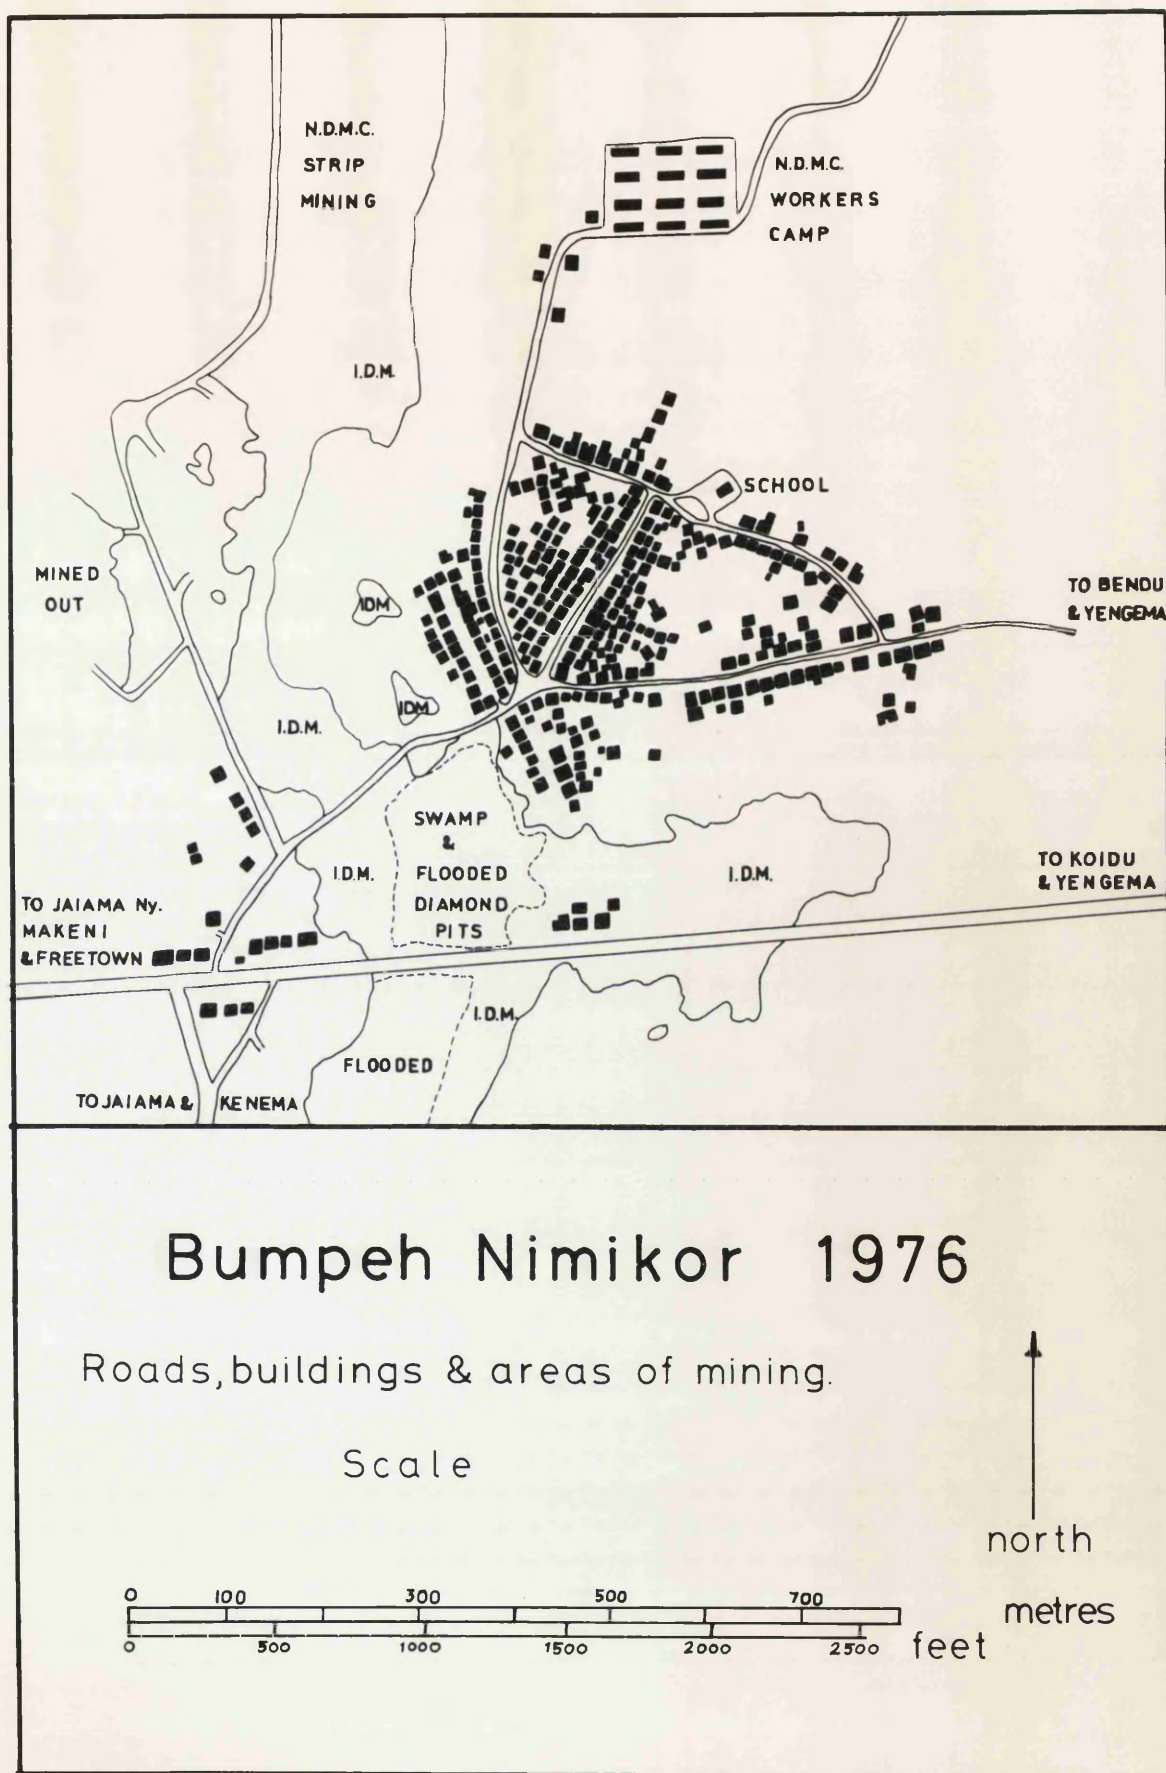 N.D.M.C.
STRIP
MINING
N.D.M.C.
WORKERS
CAMP
I.D.M.
SCHOOL
MINED
OUT
IDM
TO BENDU
& YENGEMA
IDM
I.D.M.
SWAMP
&
FLOODED
DIAMOND
PITS
I.D.M.
I.D.M.
TO KOIDU
& YENGEMA
TO JAIAMA Ny.
MAKENI
& FREETOWN
I.D.M.
FLOODED
TO JAIAMA & KENEMA
Bumpeh Nimikor 1976
Roads, buildings & areas of mining.
Scale
north
0 100 300 500 700
metres
0 500 1000 1500 2000 2500 feet